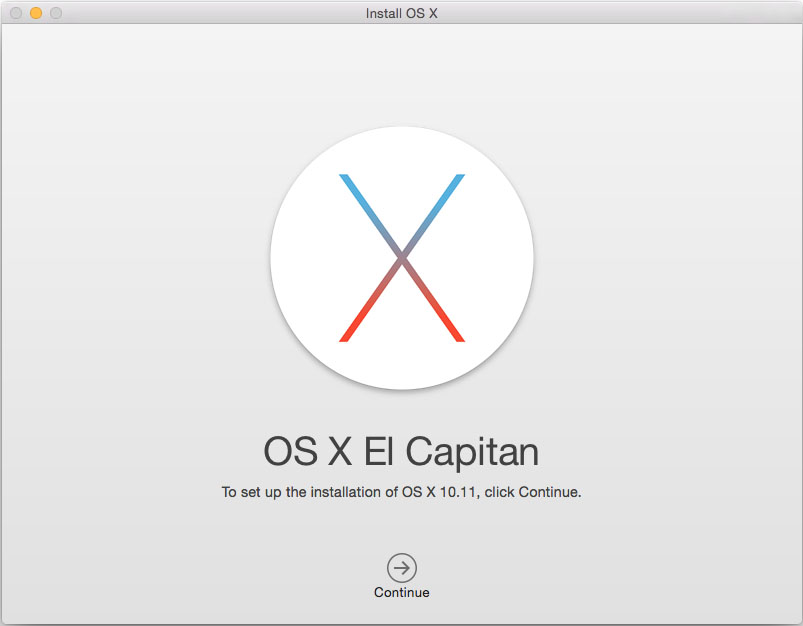 Install OS X
OS X El Capitan
To set up the installation of OS X 10.11, click Continue.
Continue